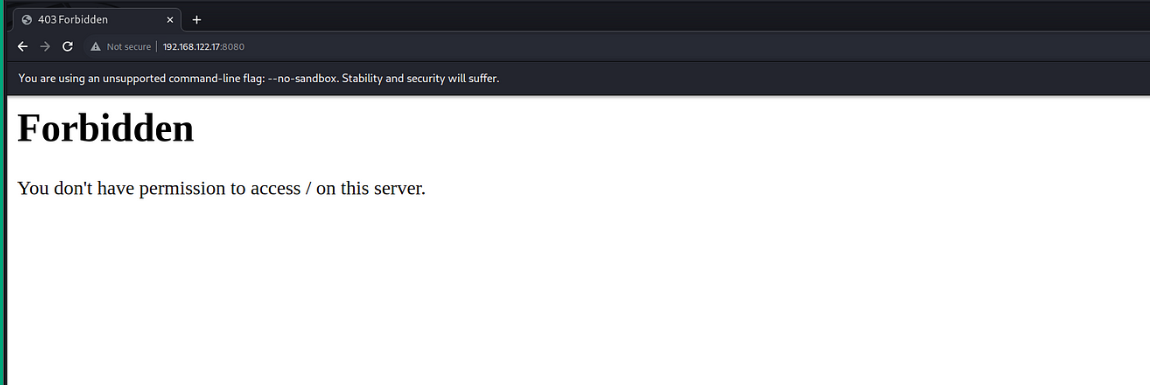 403 Forbidden
Not secure 192.168.122.17:8080
You are using an unsupported command-line flag: --no-sandbox. Stability and security will suffer.
Forbidden
You don't have permission to access / on this server.